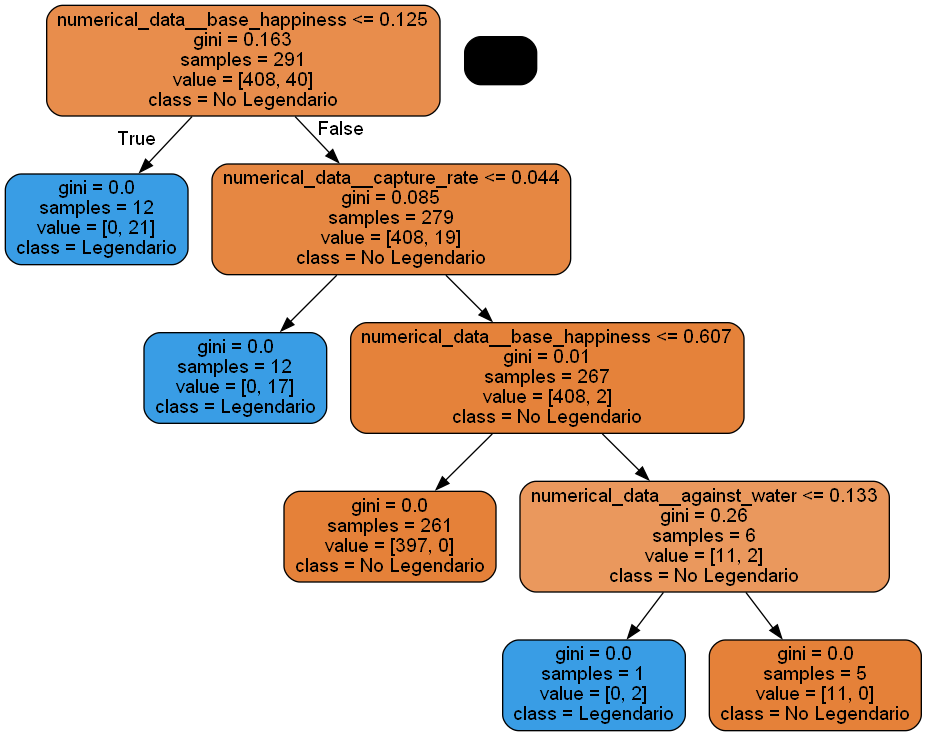 numerical_data__base_happiness <= 0.125
gini = 0.163
samples = 291
value = [408, 40]
class = No Legendario
True
False
gini = 0.0
samples = 12
value = [0, 21]
class = Legendario
numerical_data__capture_rate <= 0.044
gini = 0.085
samples = 279
value = [408, 19]
class = No Legendario
gini = 0.0
samples = 12
value = [0, 17]
class = Legendario
numerical_data__base_happiness <= 0.607
gini = 0.01
samples = 267
value = [408, 2]
class = No Legendario
gini = 0.0
samples = 261
value = [397, 0]
class = No Legendario
numerical_data__against_water <= 0.133
gini = 0.26
samples = 6
value = [11, 2]
class = No Legendario
gini = 0.0
samples = 1
value = [0, 2]
class = Legendario
gini = 0.0
samples = 5
value = [11, 0]
class = No Legendario